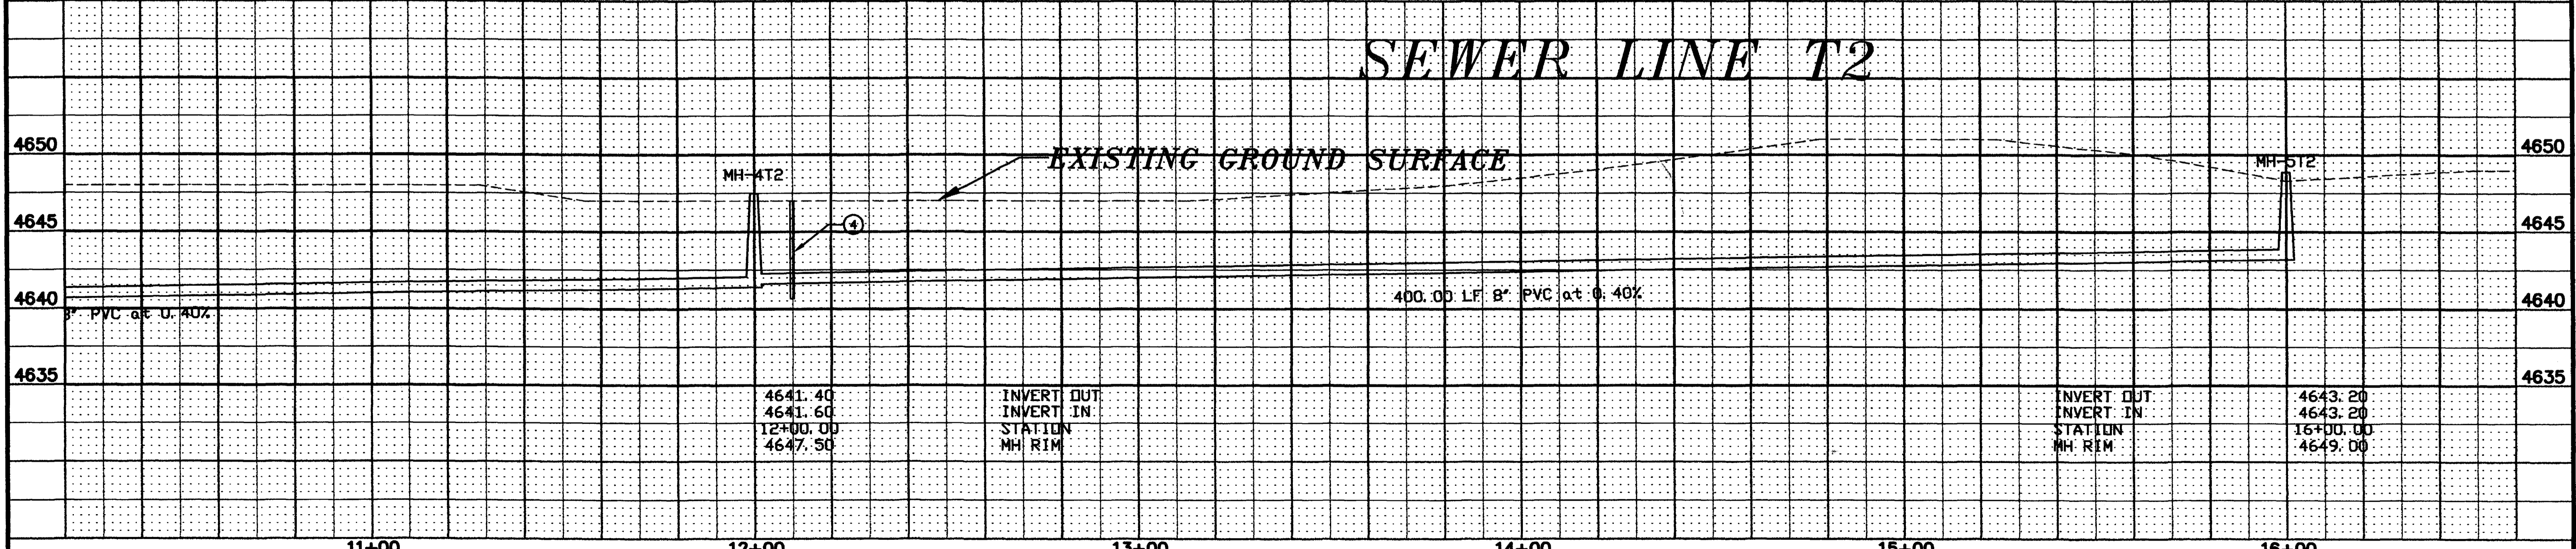 SEWER LINE T2
4650
EXISTING GROUND SURFACE
4650
MH-4T2
MH-5T2
4645
4
4645
4640
400.00 LF 8" PVC at 0.40%
4640
8" PVC at 0.40%
4635
4635
4641.40 INVERT OUT
4641.60 INVERT IN
12+00.00 STATION
4647.50 MH RIM
INVERT OUT 4643.20
INVERT IN 4643.20
STATION 16+00.00
MH RIM 4649.00
11+00 12+00 13+00 14+00 15+00 16+00